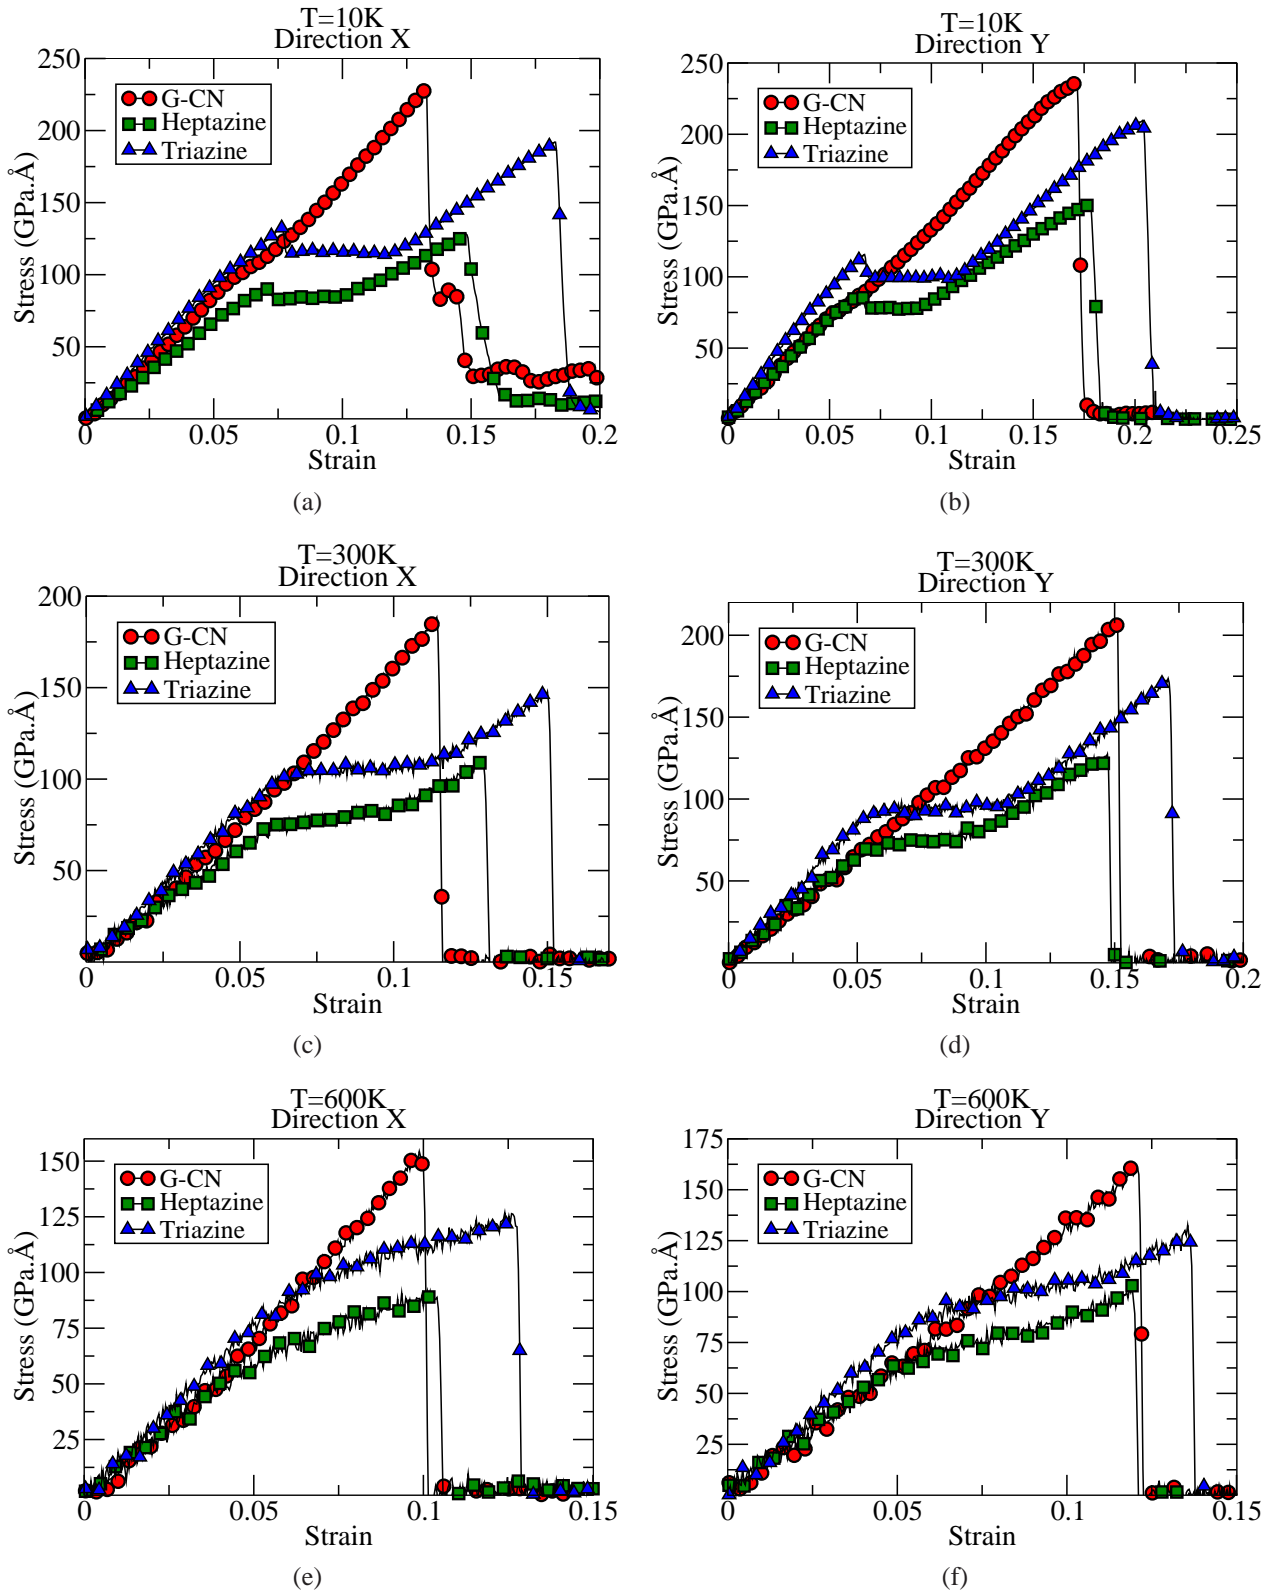 T=10K
Direction X
250
200
150
100
50
Stress (GPa.Å)
G-CN
Heptazine
Triazine
0
0.05
0.1
0.15
0.2
Strain
(a)
T=10K
Direction Y
250
200
150
100
50
Stress (GPa.Å)
G-CN
Heptazine
Triazine
0
0.05
0.1
0.15
0.2
0.25
Strain
(b)
T=300K
Direction X
200
150
100
50
Stress (GPa.Å)
G-CN
Heptazine
Triazine
0
0.05
0.1
0.15
Strain
(c)
T=300K
Direction Y
200
150
100
50
Stress (GPa.Å)
G-CN
Heptazine
Triazine
0
0.05
0.1
0.15
0.2
Strain
(d)
T=600K
Direction X
150
125
100
75
50
25
Stress (GPa.Å)
G-CN
Heptazine
Triazine
0
0.05
0.1
0.15
Strain
(e)
T=600K
Direction Y
175
150
125
100
75
50
25
Stress (GPa.Å)
G-CN
Heptazine
Triazine
0
0.05
0.1
0.15
Strain
(f)